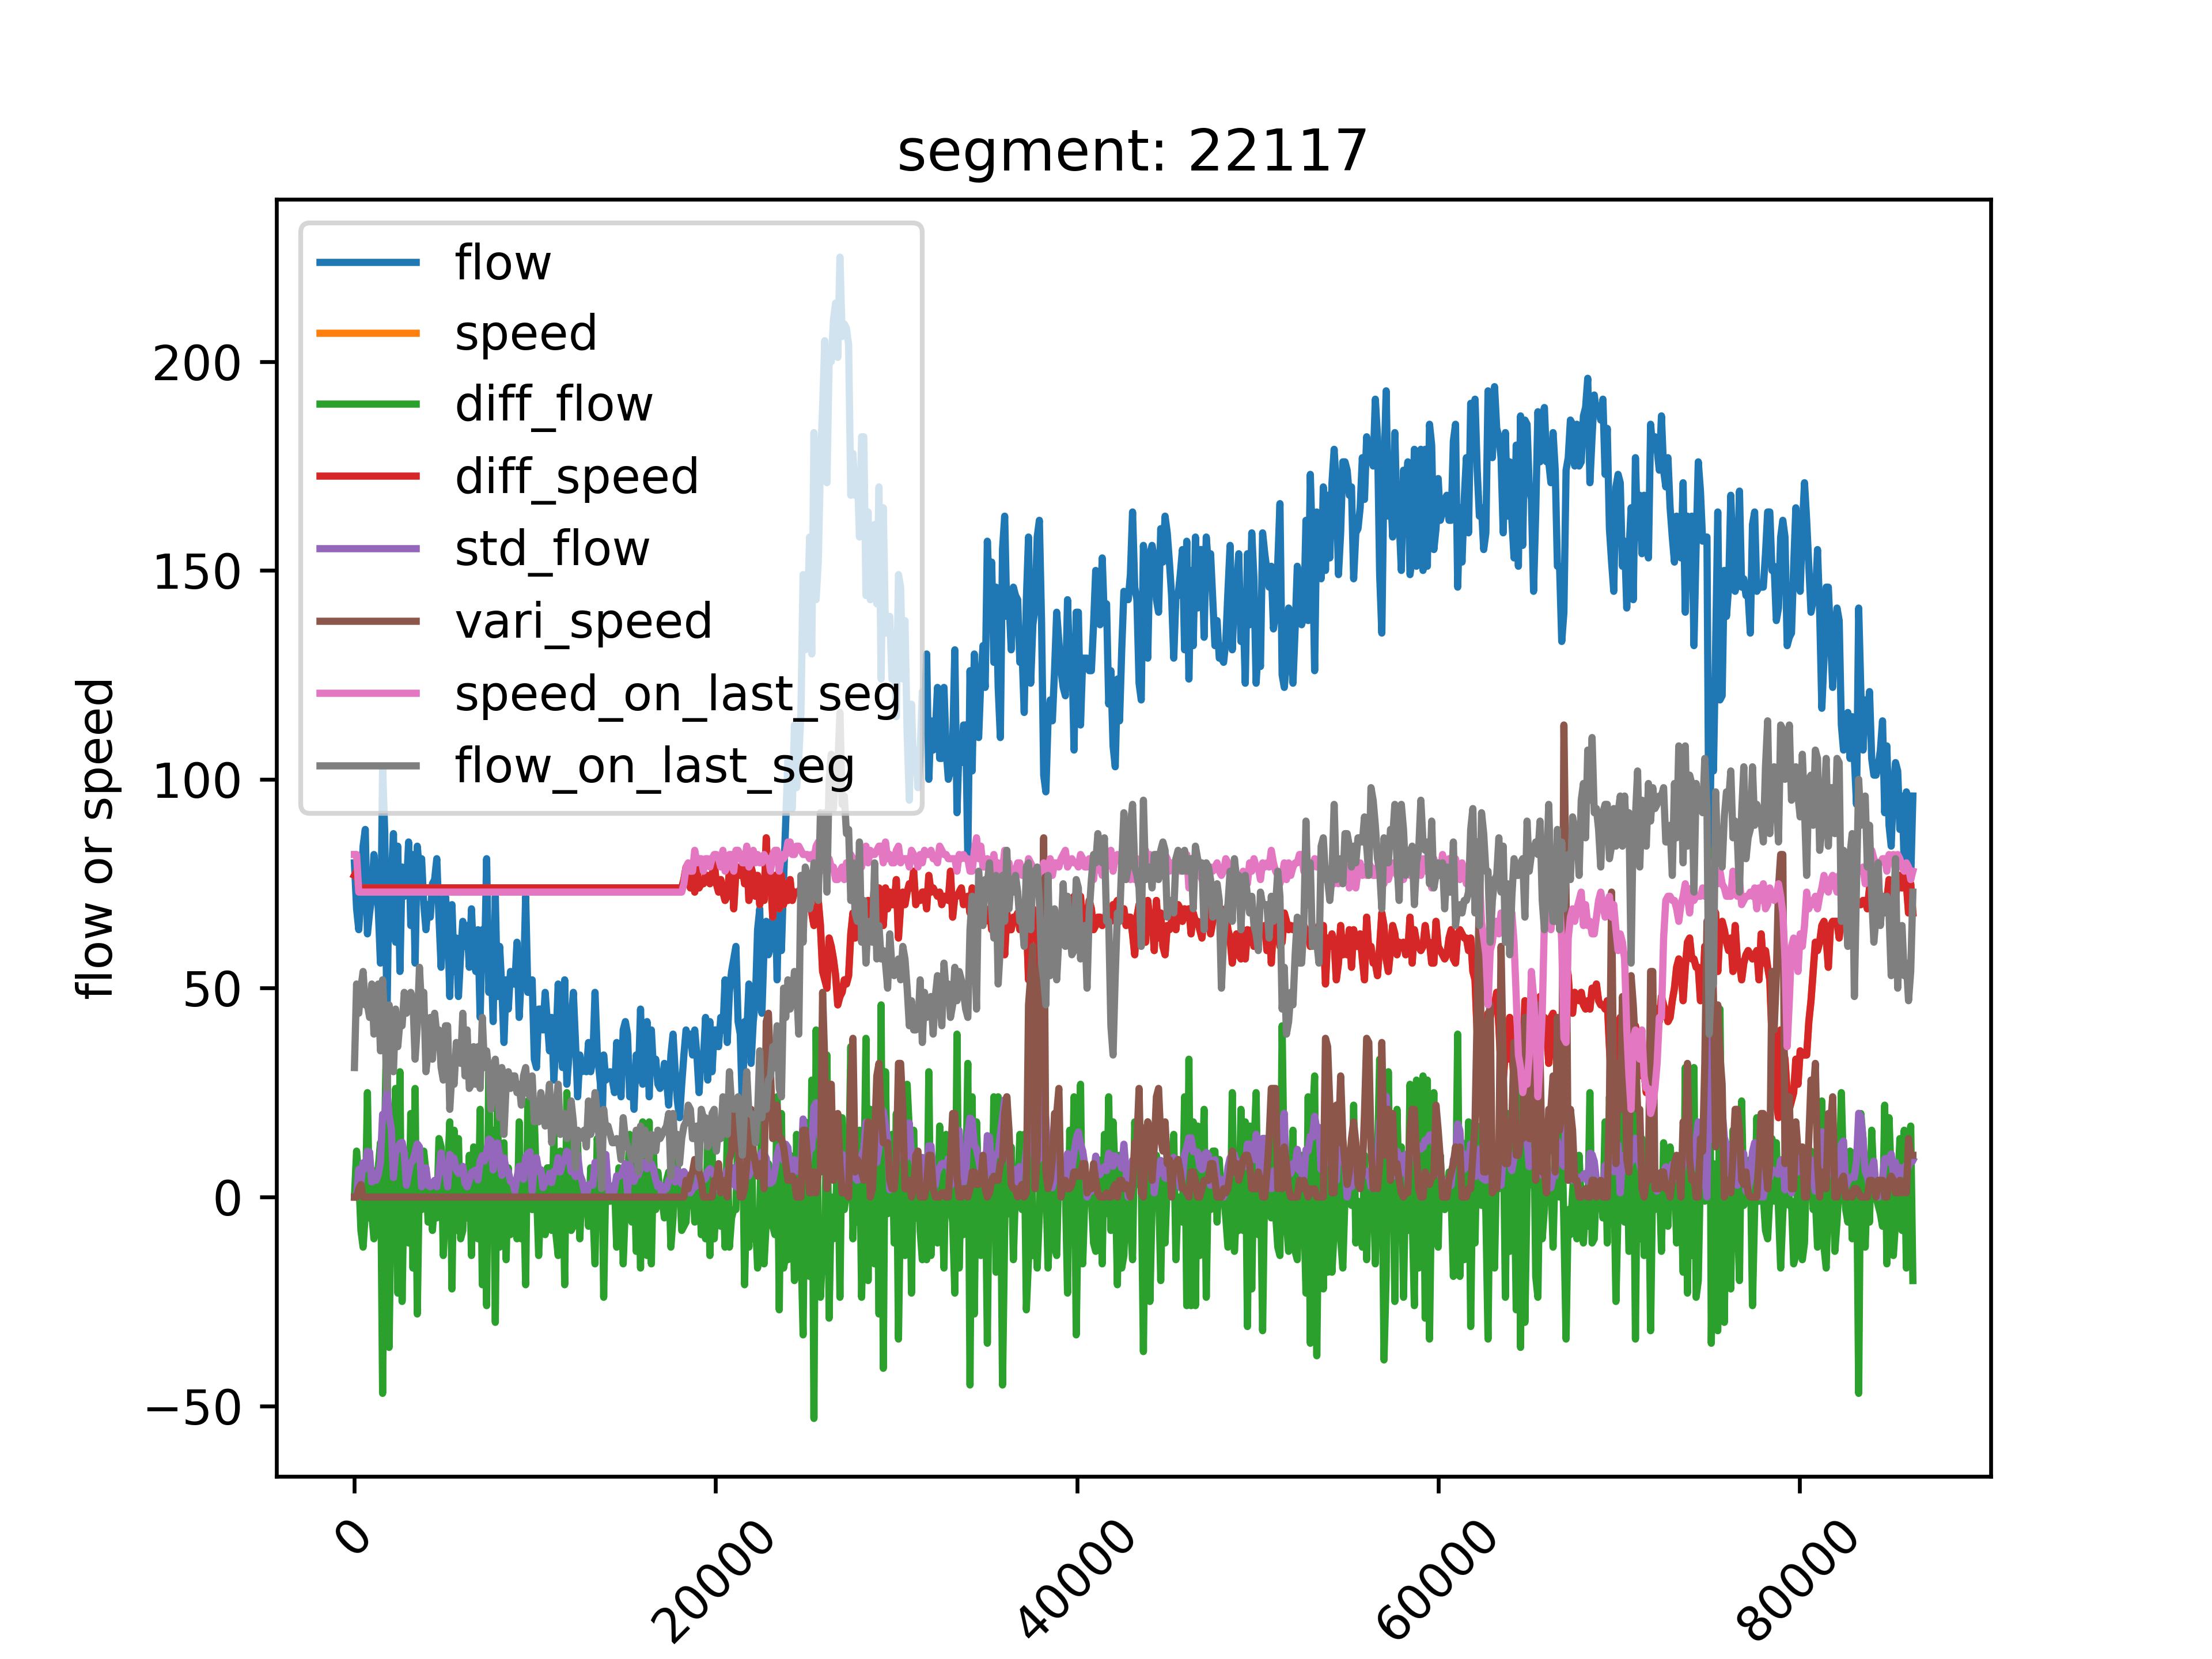 segment: 22117
flow
speed
diff_flow
diff_speed
std_flow
vari_speed
speed_on_last_seg
flow_on_last_seg
flow or speed
200
150
100
50
0
−50
0
20000
40000
60000
80000